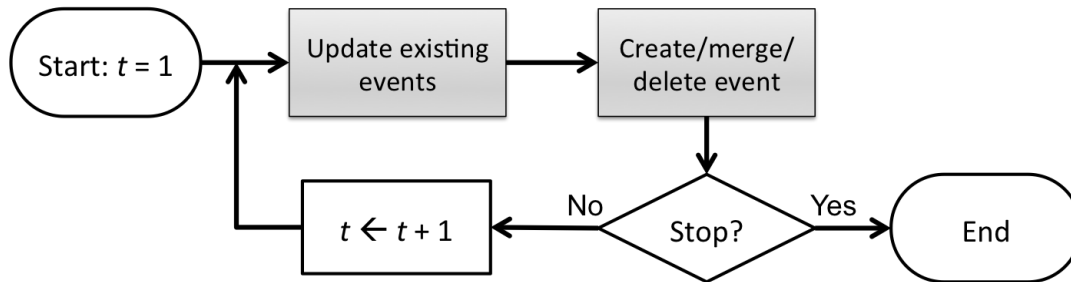 Start: t = 1
Update existing
events
Create/merge/
delete event
No
Yes
t ← t + 1
Stop?
End